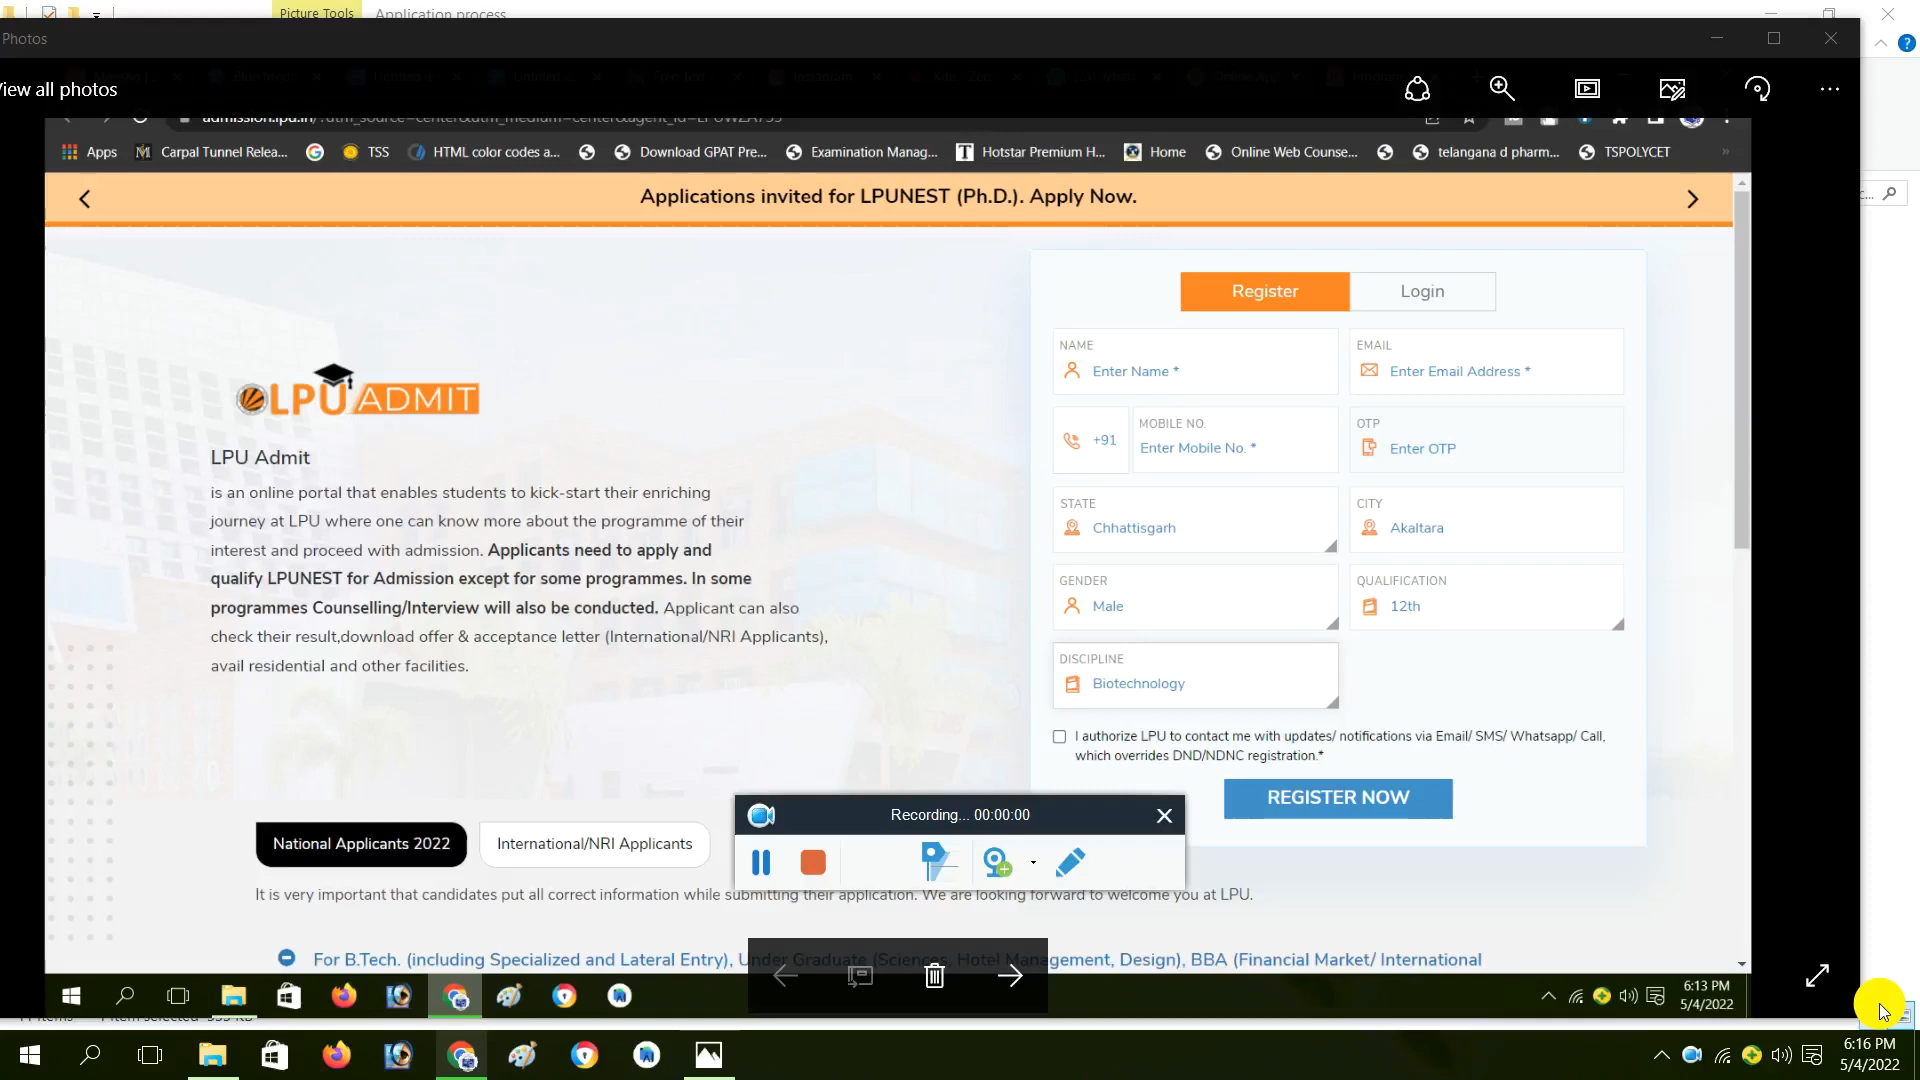 Picture Tools
Application process
Photos
View all photos
Apps
Carpal Tunnel Relea...
TSS
HTML color codes a...
Download GPAT Pre...
Examination Manag...
Hotstar Premium H...
Home
Online Web Counse...
telangana d pharm...
TSPOLYCET
Applications invited for LPUNEST (Ph.D.). Apply Now.
Register
Login
NAME
Enter Name *
EMAIL
Enter Email Address *
+91
MOBILE NO.
Enter Mobile No. *
OTP
Enter OTP
STATE
Chhattisgarh
CITY
Akaltara
GENDER
Male
QUALIFICATION
12th
DISCIPLINE
Biotechnology
I authorize LPU to contact me with updates/ notifications via Email/ SMS/ Whatsapp/ Call,
which overrides DND/NDNC registration.*
REGISTER NOW
LPU ADMIT
LPU Admit
is an online portal that enables students to kick-start their enriching
journey at LPU where one can know more about the programme of their
interest and proceed with admission. Applicants need to apply and
qualify LPUNEST for Admission except for some programmes. In some
programmes Counselling/Interview will also be conducted. Applicant can also
check their result,download offer & acceptance letter (International/NRI Applicants),
avail residential and other facilities.
National Applicants 2022
International/NRI Applicants
Recording... 00:00:00
It is very important that candidates put all correct information while submitting their application. We are looking forward to welcome you at LPU.
For B.Tech. (including Specialized and Lateral Entry), Under Graduate (Sciences, Hotel Management, Design), BBA (Financial Market/ International
6:13 PM
5/4/2022
6:16 PM
5/4/2022